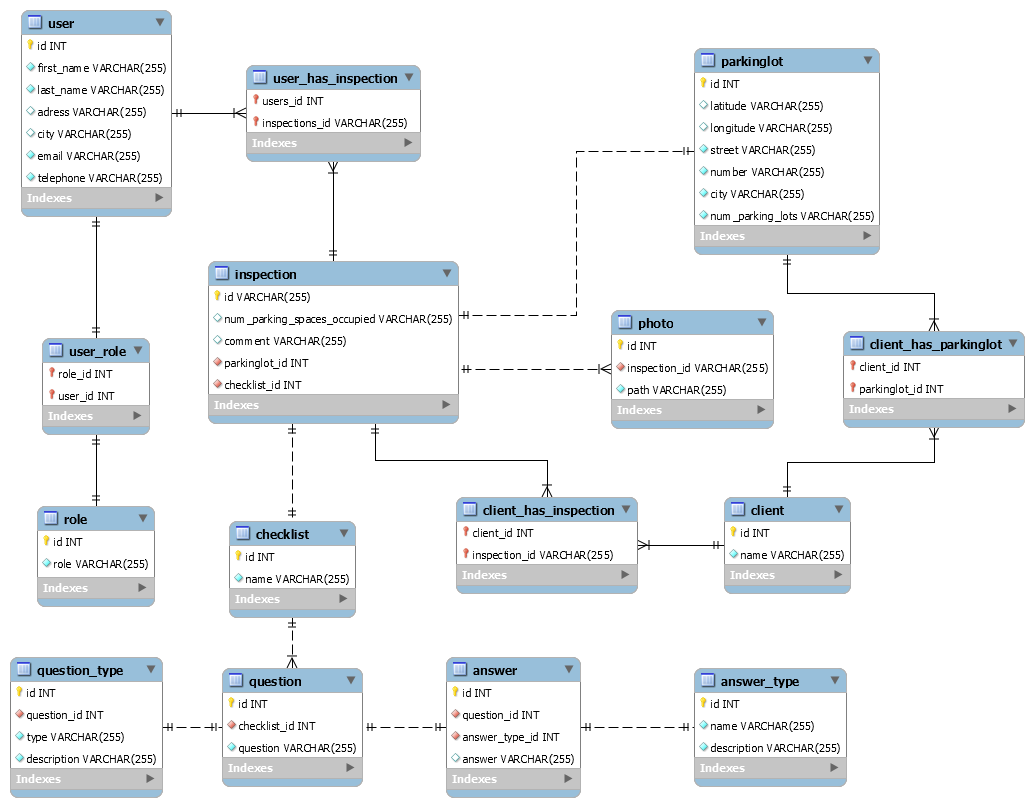 user
id INT
first_name VARCHAR(255)
last_name VARCHAR(255)
adress VARCHAR(255)
city VARCHAR(255)
email VARCHAR(255)
telephone VARCHAR(255)
Indexes
user_has_inspection
users_id INT
inspections_id VARCHAR(255)
Indexes
parkinglot
id INT
latitude VARCHAR(255)
longitude VARCHAR(255)
street VARCHAR(255)
number VARCHAR(255)
city VARCHAR(255)
num_parking_lots VARCHAR(255)
Indexes
inspection
id VARCHAR(255)
num_parking_spaces_occupied VARCHAR(255)
comment VARCHAR(255)
parkinglot_id INT
checklist_id INT
Indexes
photo
id INT
inspection_id VARCHAR(255)
path VARCHAR(255)
Indexes
client_has_parkinglot
client_id INT
parkinglot_id INT
Indexes
user_role
role_id INT
user_id INT
Indexes
role
id INT
role VARCHAR(255)
Indexes
checklist
id INT
name VARCHAR(255)
Indexes
client_has_inspection
client_id INT
inspection_id VARCHAR(255)
Indexes
client
id INT
name VARCHAR(255)
Indexes
question_type
id INT
question_id INT
type VARCHAR(255)
description VARCHAR(255)
Indexes
question
id INT
checklist_id INT
question VARCHAR(255)
Indexes
answer
id INT
question_id INT
answer_type_id INT
answer VARCHAR(255)
Indexes
answer_type
id INT
name VARCHAR(255)
description VARCHAR(255)
Indexes